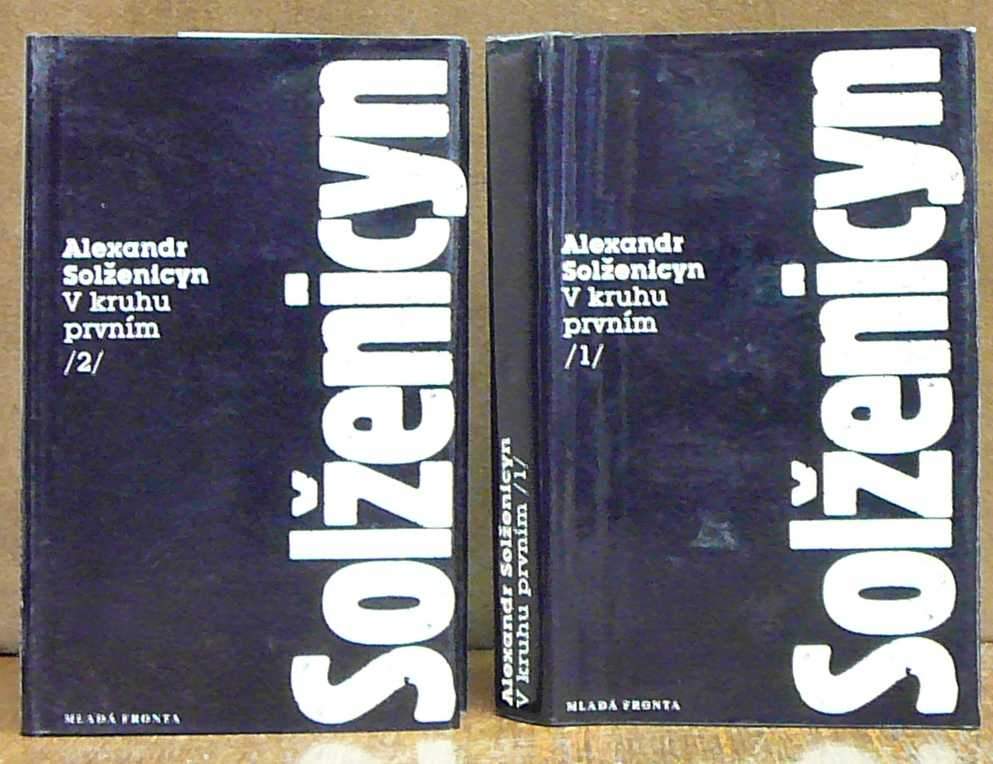 Alexandr
Solženicyn
V kruhu
prvním
/2/
Solženicyn
MLADÁ FRONTA
Alexandr Solženicyn
V kruhu prvním /1/
Alexandr
Solženicyn
V kruhu
prvním
/1/
Solženicyn
MLADÁ FRONTA